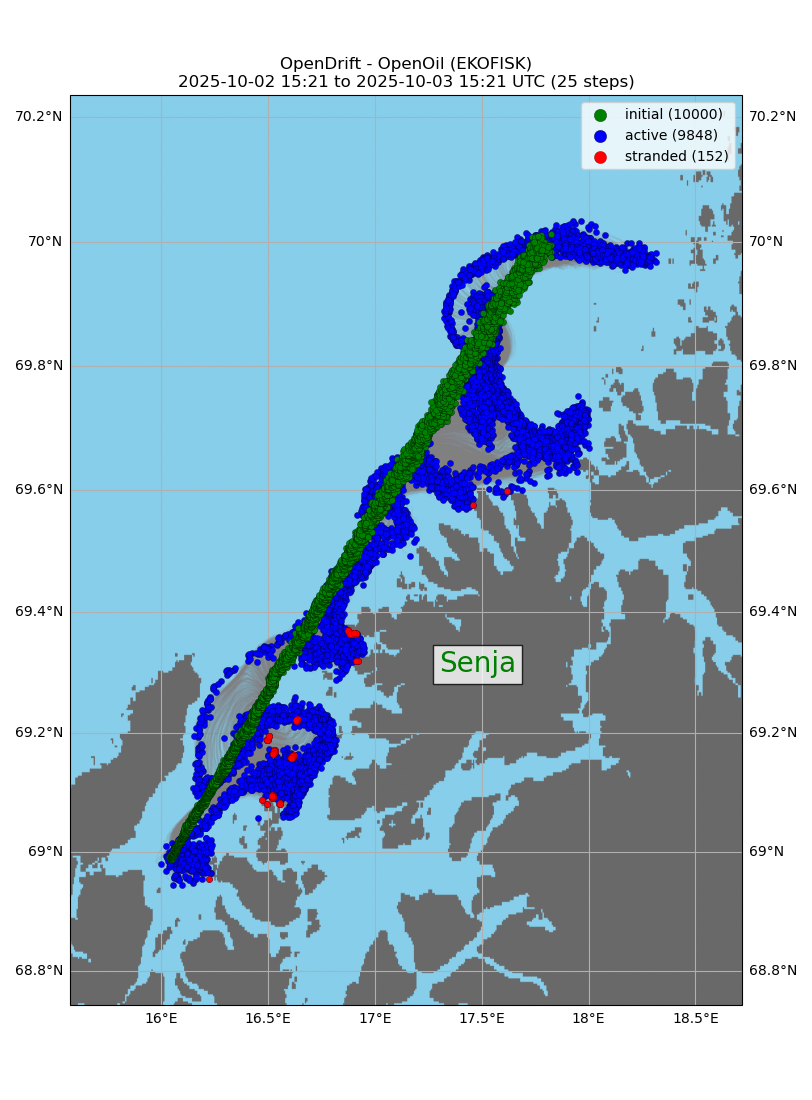 OpenDrift - OpenOil (EKOFISK)
2025-10-02 15:21 to 2025-10-03 15:21 UTC (25 steps)
initial (10000)
active (9848)
stranded (152)
70.2°N 70.2°N
70°N 70°N
69.8°N 69.8°N
69.6°N 69.6°N
69.4°N 69.4°N
Senja
69.2°N 69.2°N
69°N 69°N
68.8°N 68.8°N
16°E 16.5°E 17°E 17.5°E 18°E 18.5°E